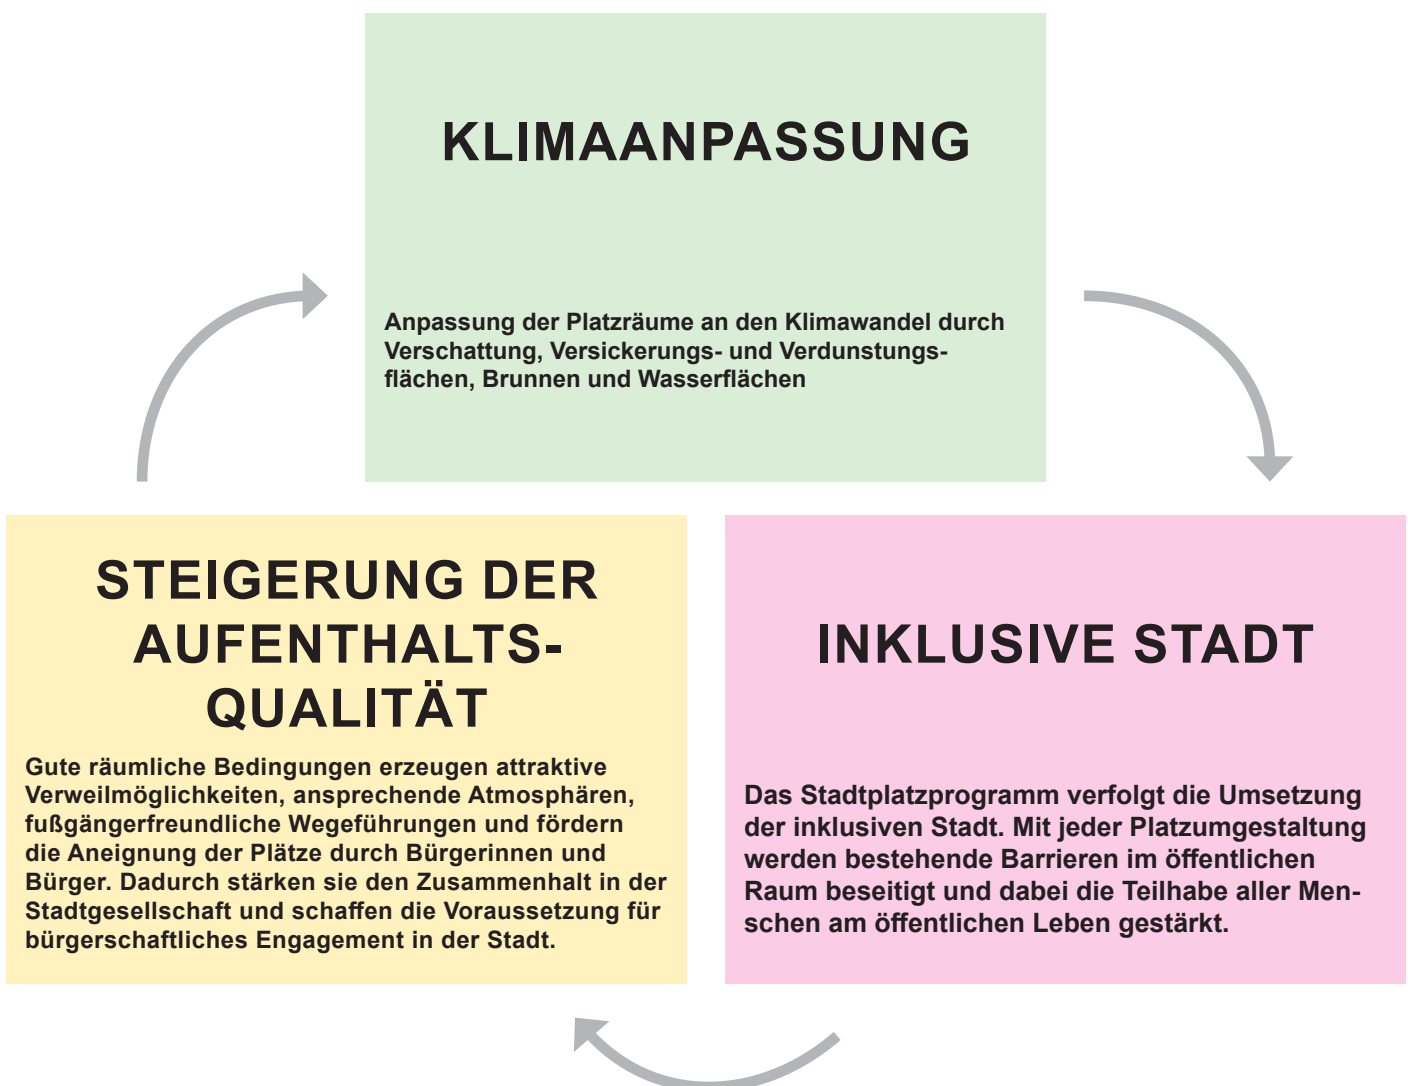 KLIMAANPASSUNG
Anpassung der Platzräume an den Klimawandel durch
Verschattung, Versickerungs- und Verdunstungs-
flächen, Brunnen und Wasserflächen
STEIGERUNG DER
AUFENTHALTS-
QUALITÄT
Gute räumliche Bedingungen erzeugen attraktive
Verweilmöglichkeiten, ansprechende Atmosphären,
fußgängerfreundliche Wegeführungen und fördern
die Aneignung der Plätze durch Bürgerinnen und
Bürger. Dadurch stärken sie den Zusammenhalt in der
Stadtgesellschaft und schaffen die Voraussetzung für
bürgerschaftliches Engagement in der Stadt.
INKLUSIVE STADT
Das Stadtplatzprogramm verfolgt die Umsetzung
der inklusiven Stadt. Mit jeder Platzumgestaltung
werden bestehende Barrieren im öffentlichen
Raum beseitigt und dabei die Teilhabe aller Men-
schen am öffentlichen Leben gestärkt.